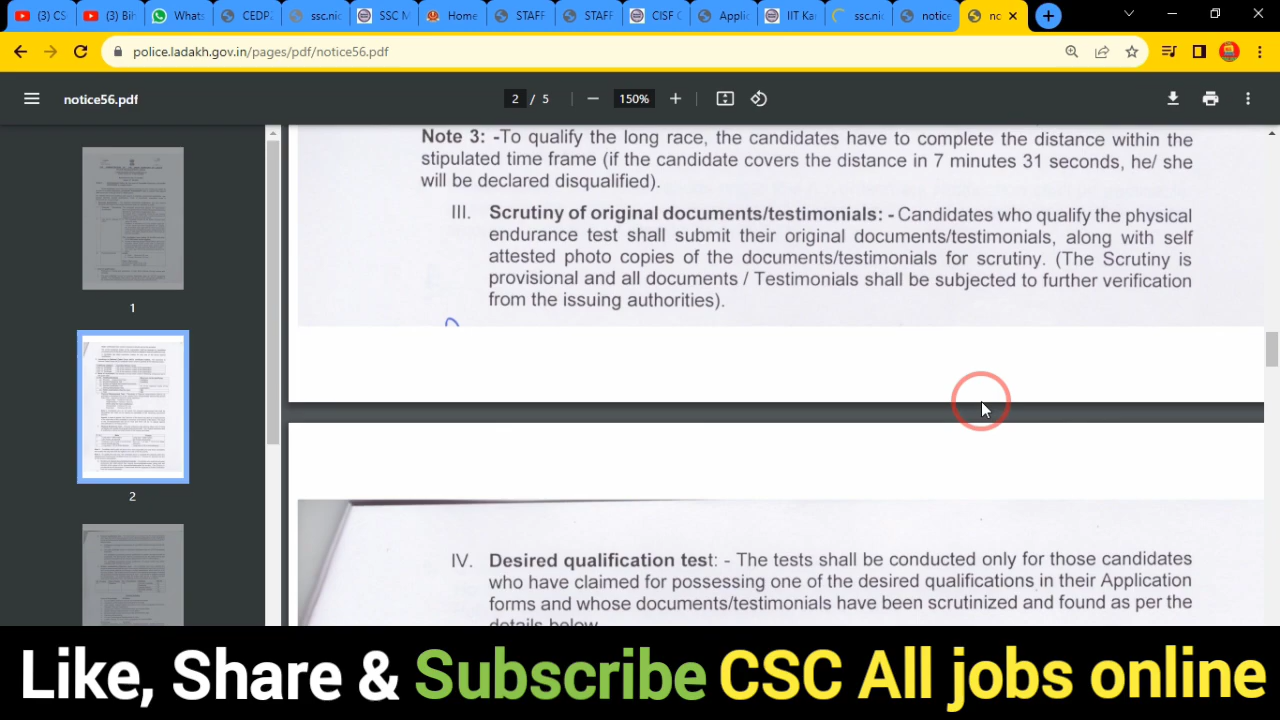 (3) CS
(3) Bih
Whats
CEDP
ssc.nic
SSC M
Home
STAFF
STAFF
CISF C
Applic
IIT Kan
ssc.nic
notice
nc
police.ladakh.gov.in/pages/pdf/notice56.pdf
notice56.pdf
2 / 5
150%
Note 3: -To qualify the long race, the candidates have to complete the distance within the
stipulated time frame (if the candidate covers the distance in 7 minutes 31 seconds, he/ she
will be declared disqualified).
III. Scrutiny of original documents/testimonials: - Candidates who qualify the physical
endurance test shall submit their original documents/testimonials, along with self
attested photo copies of the documents/testimonials for scrutiny. (The Scrutiny is
provisional and all documents / Testimonials shall be subjected to further verification
from the issuing authorities).
1
2
IV. Desired qualification test: - The tests shall be conducted only for those candidates
who have claimed for possessing one of the desired qualifications in their Application
forms and whose documents/testimonials have been scrutinized and found as per the
details below
Like, Share & Subscribe CSC All jobs online